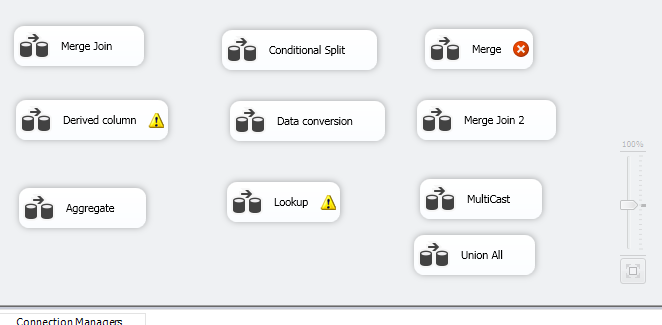 Merge Join
Conditional Split
Merge
Derived column
Data conversion
Merge Join 2
100%
Aggregate
Lookup
MultiCast
Union All
Connection Managers